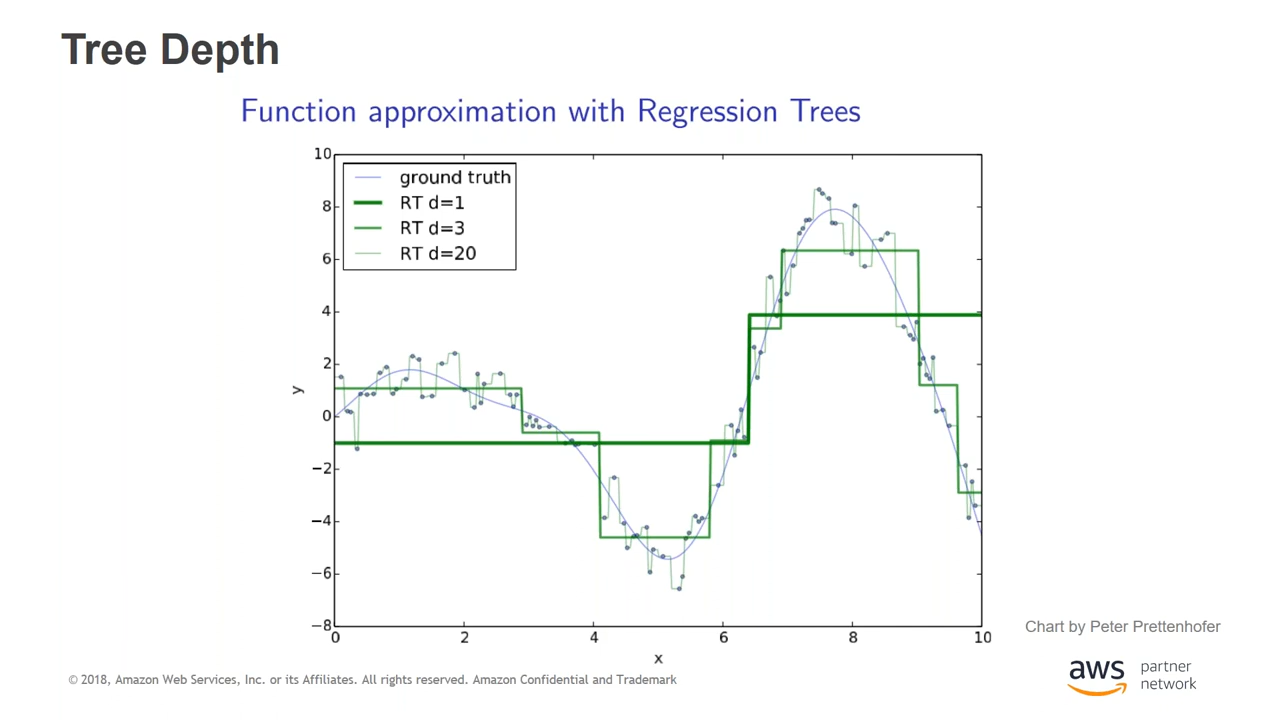 Tree Depth
Function approximation with Regression Trees
10
8
6
4
2
0
−2
−4
−6
−8
y
ground truth
RT d=1
RT d=3
RT d=20
0 2 4 6 8 10
x
Chart by Peter Prettenhofer
© 2018, Amazon Web Services, Inc. or its Affiliates. All rights reserved. Amazon Confidential and Trademark
aws
partner
network